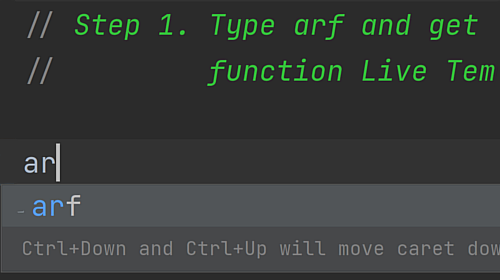 // Step 1. Type arf and get
// function Live Tem
ar
arf
Ctrl+Down and Ctrl+Up will move caret dow